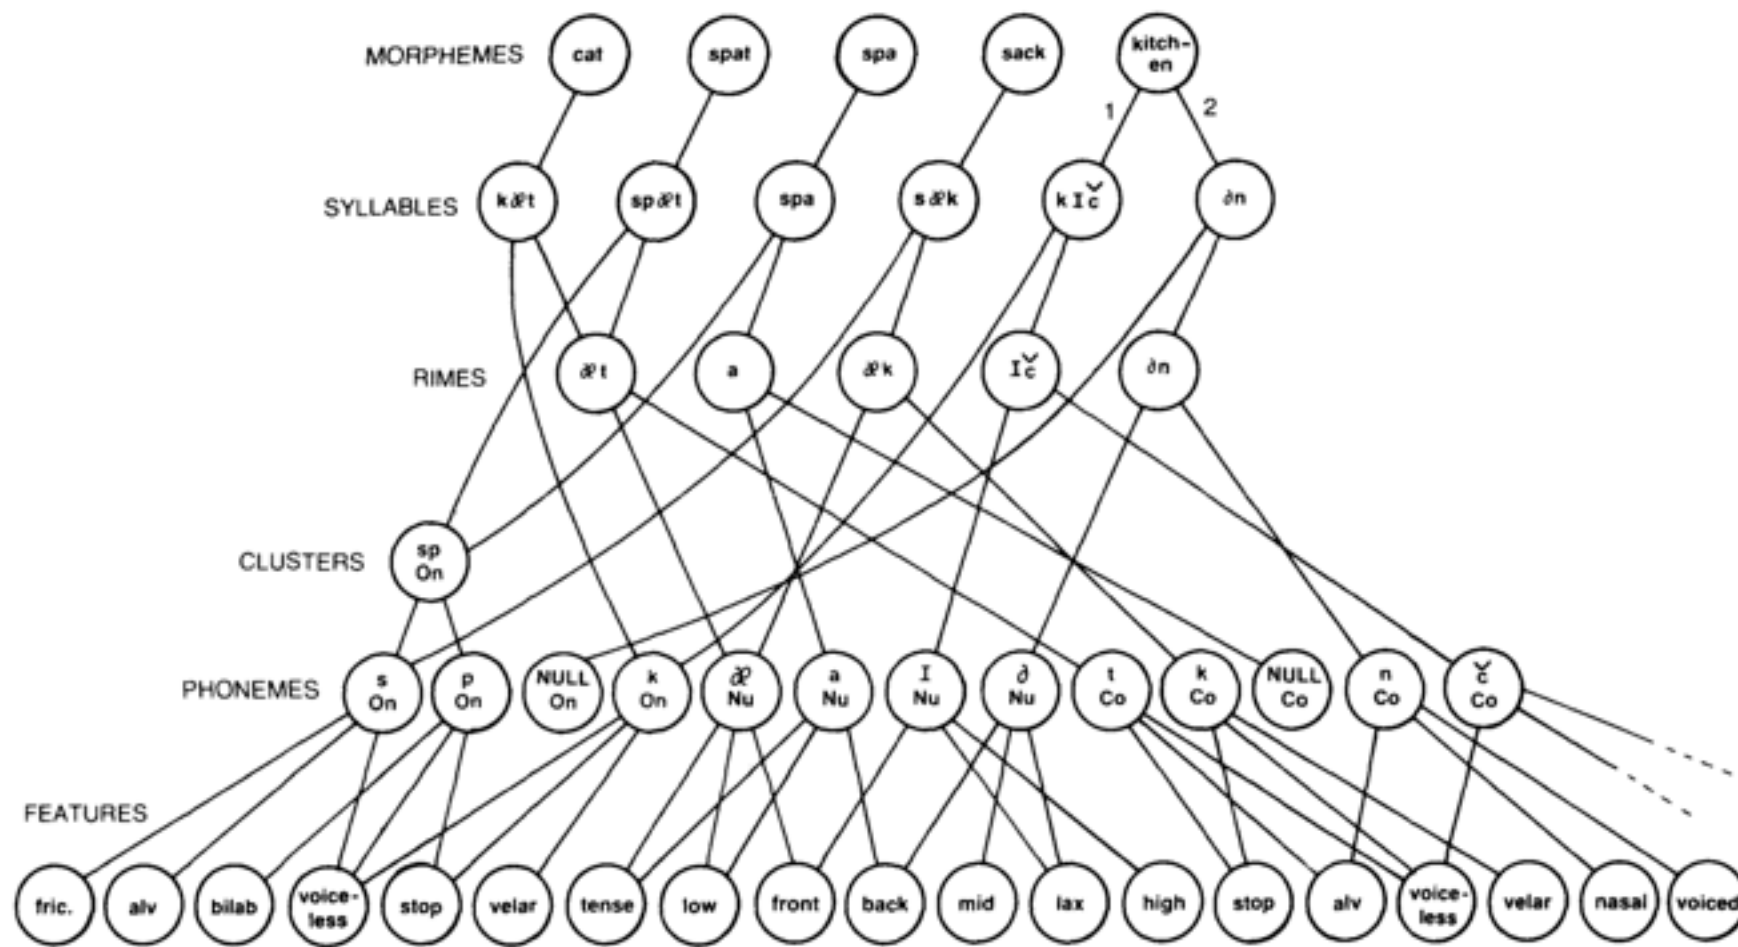 MORPHEMES
cat
spat
spa
sack
kitch-
en
1
2
SYLLABLES
kæt
spæt
spa
sæk
kIč
ən
RIMES
æt
a
æk
Ič
ən
CLUSTERS
sp
On
PHONEMES
s
On
p
On
NULL
On
k
On
æ
Nu
a
Nu
I
Nu
ə
Nu
t
Co
k
Co
NULL
Co
n
Co
č
Co
FEATURES
fric.
alv
bilab
voice-
less
stop
velar
tense
low
front
back
mid
lax
high
stop
alv
voice-
less
velar
nasal
voiced